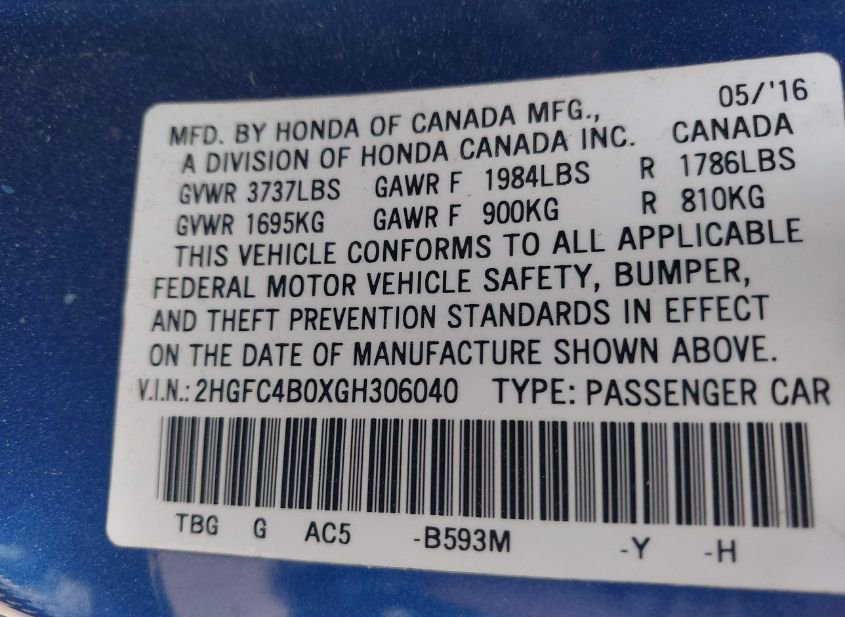 MFD. BY HONDA OF CANADA MFG., 05/'16
A DIVISION OF HONDA CANADA INC. CANADA
GVWR 3737LBS GAWR F 1984LBS R 1786LBS
GVWR 1695KG GAWR F 900KG R 810KG
THIS VEHICLE CONFORMS TO ALL APPLICABLE
FEDERAL MOTOR VEHICLE SAFETY, BUMPER,
AND THEFT PREVENTION STANDARDS IN EFFECT
ON THE DATE OF MANUFACTURE SHOWN ABOVE.
V.I.N.: 2HGFC4B0XGH306040 TYPE: PASSENGER CAR
TBG G AC5 -B593M -Y -H